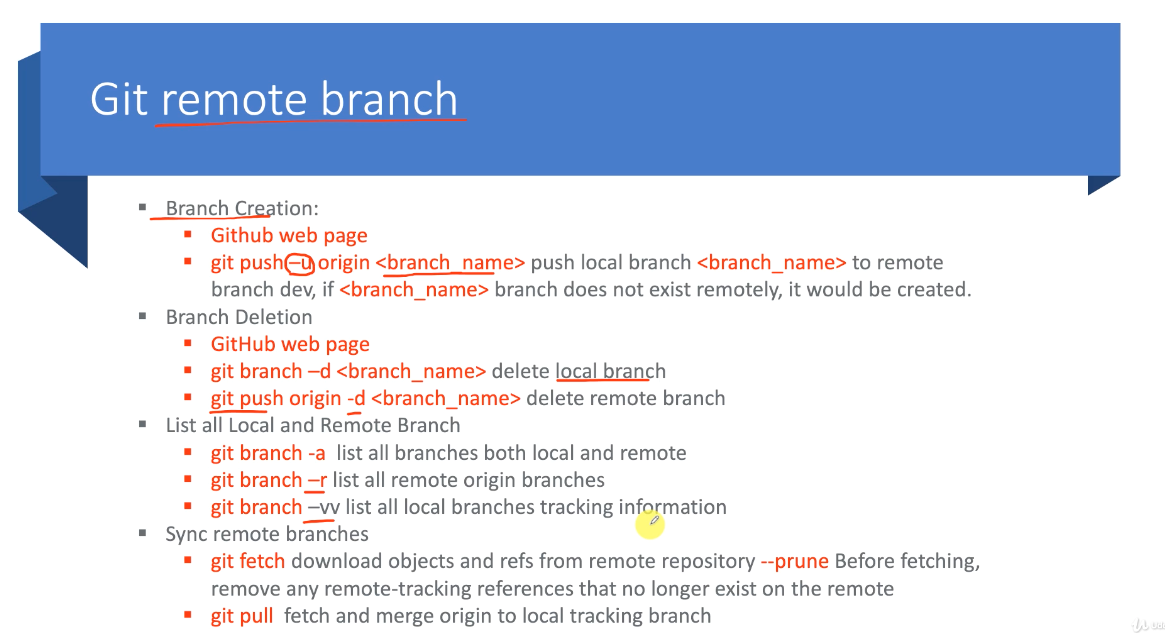 Git remote branch
▪ Branch Creation:
▪ Github web page
▪ git push –u origin <branch_name> push local branch <branch_name> to remote
branch dev, if <branch_name> branch does not exist remotely, it would be created.
▪ Branch Deletion
▪ GitHub web page
▪ git branch –d <branch_name> delete local branch
▪ git push origin -d <branch_name> delete remote branch
▪ List all Local and Remote Branch
▪ git branch -a list all branches both local and remote
▪ git branch –r list all remote origin branches
▪ git branch –vv list all local branches tracking information
▪ Sync remote branches
▪ git fetch download objects and refs from remote repository --prune Before fetching,
remove any remote-tracking references that no longer exist on the remote
▪ git pull fetch and merge origin to local tracking branch